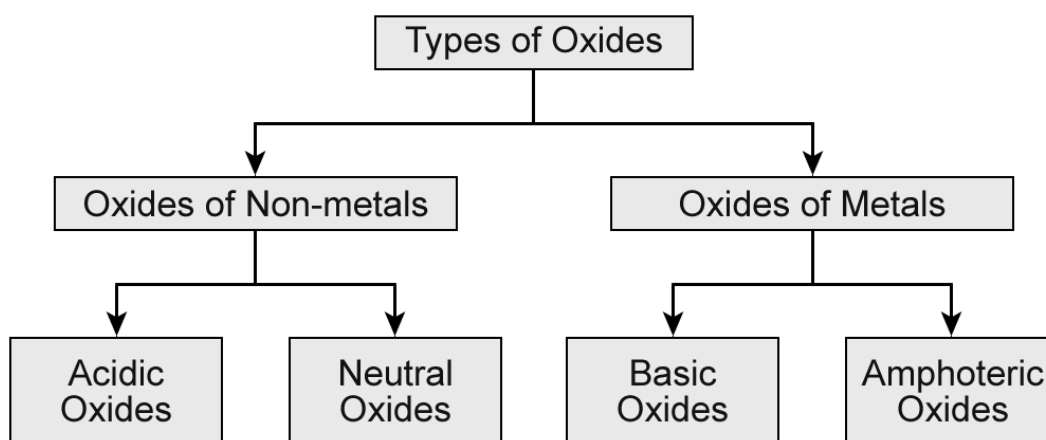 Types of Oxides
Oxides of Non-metals
Oxides of Metals
Acidic
Oxides
Neutral
Oxides
Basic
Oxides
Amphoteric
Oxides